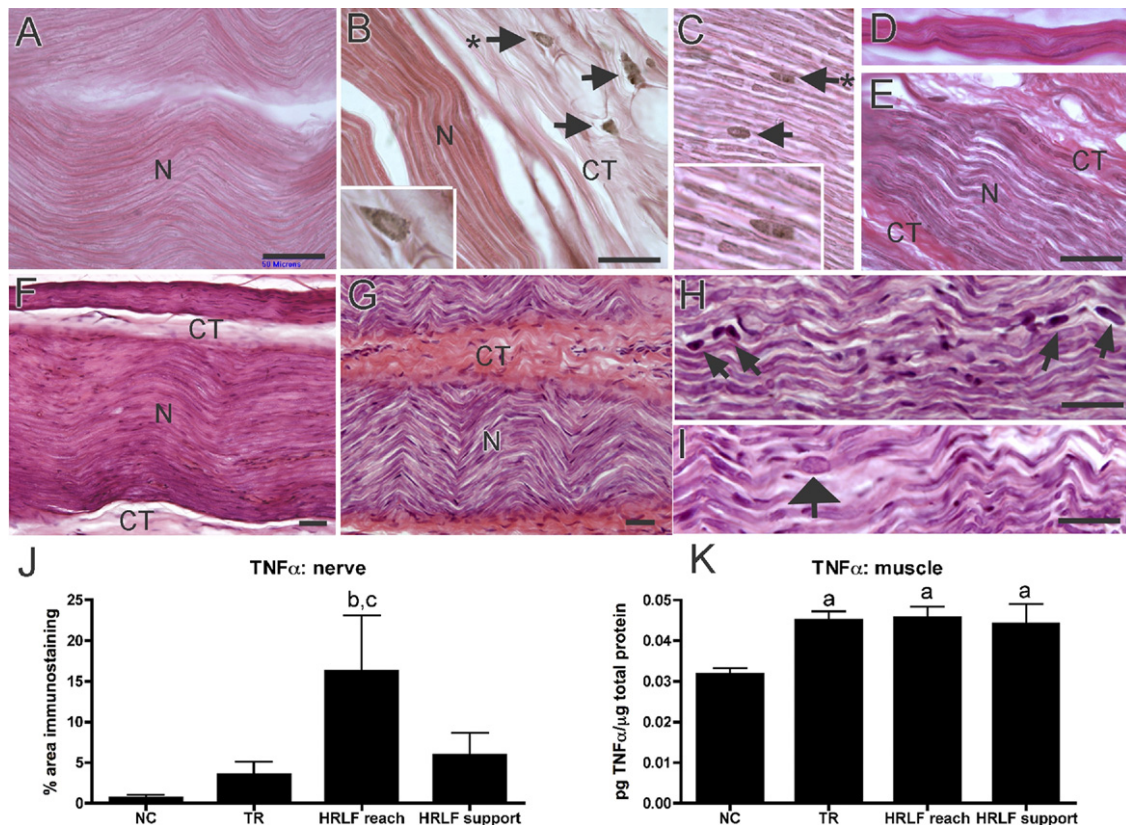 A
N
50 Microns
B
*
N
CT
C
*
D
E
CT
N
CT
F
CT
N
CT
G
CT
N
H
I
J
TNFα: nerve
% area immunostaining
25
20
15
10
5
0
b,c
NC
TR
HRLF reach
HRLF support
K
TNFα: muscle
pg TNFα/μg total protein
0.05
0.04
0.03
0.02
0.01
0.00
a
a
a
NC
TR
HRLF reach
HRLF support